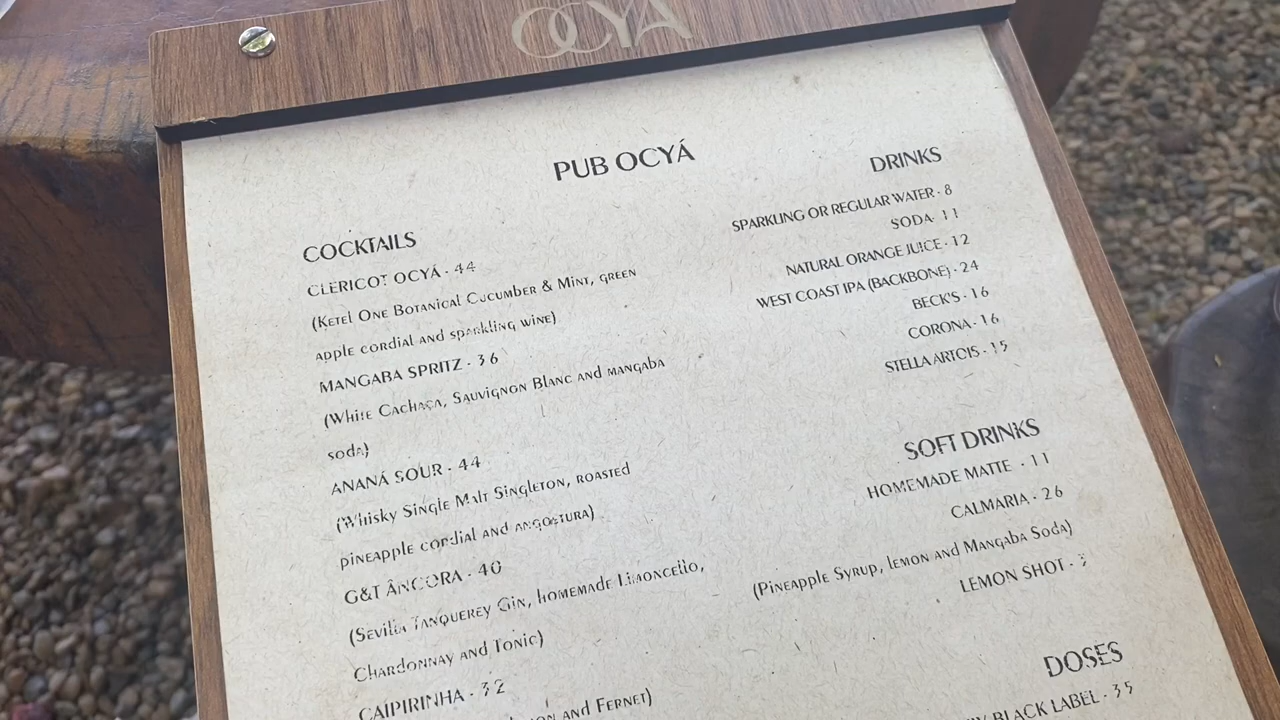 OCYÁ
PUB OCYÁ
COCKTAILS
CLERICOT OCYÁ · 44
(Ketel One Botanical Cucumber & Mint, green
apple cordial and sparkling wine)
MANGABA SPRITZ · 36
(White Cachaça, Sauvignon Blanc and mangaba
soda)
ANANÁ SOUR · 44
(Whisky Single Malt Singleton, roasted
pineapple cordial and angostura)
G&T ÂNCORA · 40
(Sevilla Tanquerey Gin, homemade Limoncello,
Chardonnay and Tonic)
CAIPIRINHA · 32
and Fernet)
DRINKS
SPARKLING OR REGULAR WATER · 8
SODA · 11
NATURAL ORANGE JUICE · 12
WEST COAST IPA (BACKBONE) · 24
BECK'S · 16
CORONA · 16
STELLA ARTOIS · 15
SOFT DRINKS
HOMEMADE MATTE · 11
CALMARIA · 26
(Pineapple Syrup, lemon and Mangaba Soda)
LEMON SHOT ·
DOSES
BLACK LABEL · 35